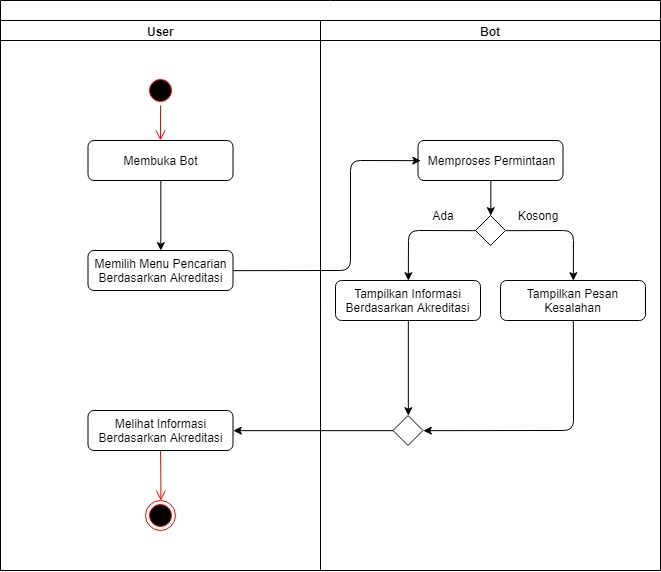 User
Bot
Membuka Bot
Memproses Permintaan
Ada
Kosong
Memilih Menu Pencarian
Berdasarkan Akreditasi
Tampilkan Informasi
Berdasarkan Akreditasi
Tampilkan Pesan
Kesalahan
Melihat Informasi
Berdasarkan Akreditasi